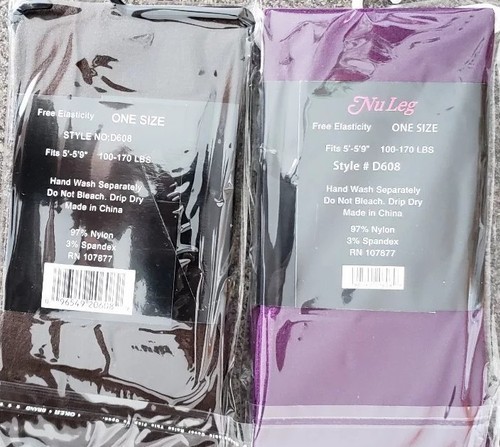 Free Elasticity ONE SIZE
STYLE NO:D608
Fits 5'-5'9" 100-170 LBS
Hand Wash Separately
Do Not Bleach. Drip Dry
Made in China
97% Nylon
3% Spandex
RN 107877
Nu Leg
Free Elasticity ONE SIZE
Fits 5'-5'9" 100-170 LBS
Style # D608
Hand Wash Separately
Do Not Bleach. Drip Dry
Made in China
97% Nylon
3% Spandex
RN 107877